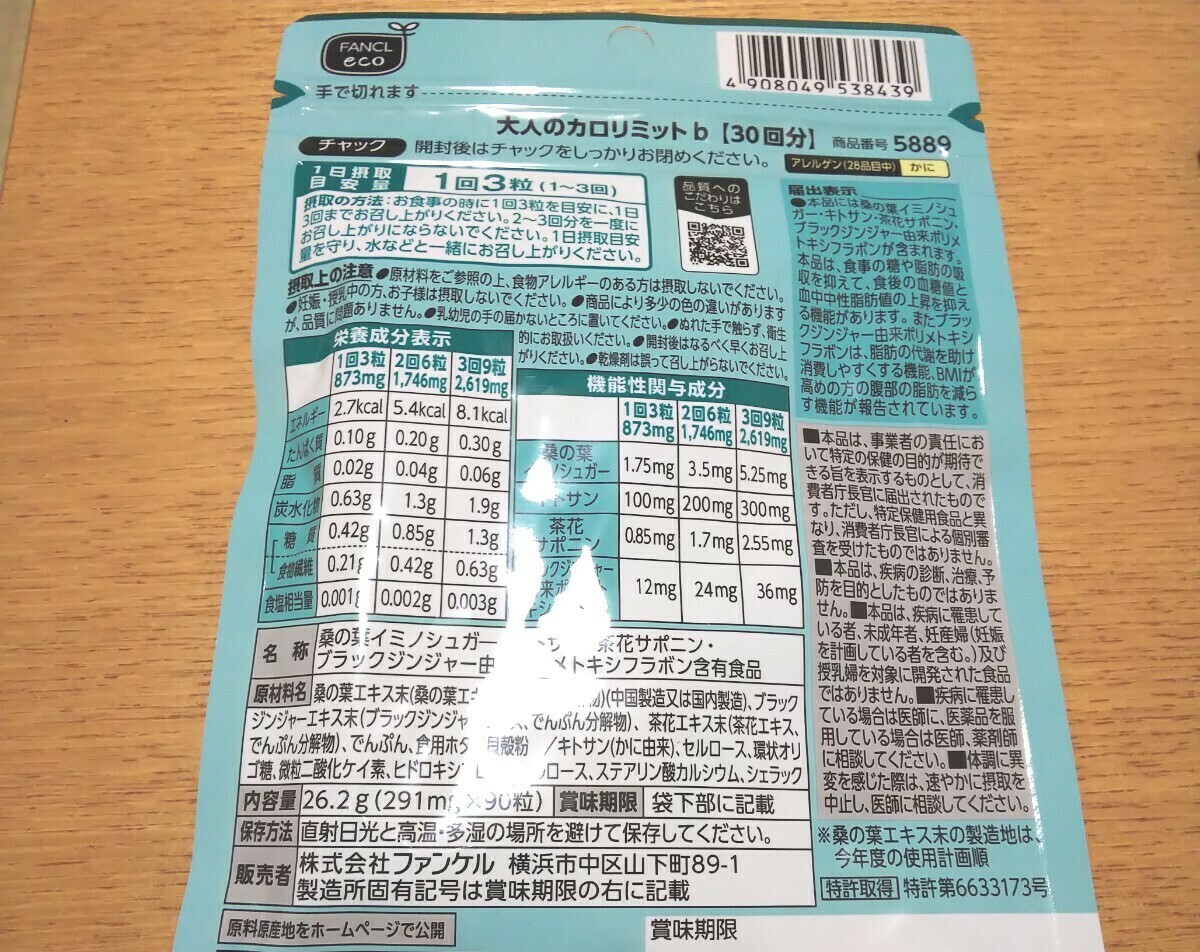 FANCL
eco
手で切れます
4 908049 538439
大人のカロリミット b 【30回分】 商品番号 5889
チャック 開封後はチャックをしっかりお閉めください。
アレルゲン(28品目中) かに
1日摂取
目安量
1回3粒(1～3回)
摂取の方法:お食事の時に1回3粒を目安に、1日
3回までお召し上がりください。2～3回分を一度に
お召し上がりにならないでください。1日摂取目安
量を守り、水などと一緒にお召し上がりください。
品質への
こだわりは
こちら
摂取上の注意 ●原材料をご参照の上、食物アレルギーのある方は摂取しないでください。
●妊娠・授乳中の方、お子様は摂取しないでください。●商品により多少の色の違いがあります
が、品質に問題ありません。●乳幼児の手の届かないところに置いてください。●ぬれた手で触らず、衛生
的にお取扱いください。●開封後はなるべく早くお召し上
がりください。●乾燥剤は誤って召し上がらないでください。
栄養成分表示
1回3粒 2回6粒 3回9粒
873mg 1,746mg 2,619mg
エネルギー 2.7kcal 5.4kcal 8.1kcal
たんぱく質 0.10g 0.20g 0.30g
脂質 0.02g 0.04g 0.06g
炭水化物 0.63g 1.3g 1.9g
糖質 0.42g 0.85g 1.3g
食物繊維 0.21g 0.42g 0.63g
食塩相当量 0.001g 0.002g 0.003g
機能性関与成分
1回3粒 2回6粒 3回9粒
873mg 1,746mg 2,619mg
桑の葉
イミノシュガー 1.75mg 3.5mg 5.25mg
キトサン 100mg 200mg 300mg
茶花
サポニン 0.85mg 1.7mg 2.55mg
12mg 24mg 36mg
名称 桑の葉イミノシュガー 茶花サポニン・
ブラックジンジャー由 メトキシフラボン含有食品
原材料名 桑の葉エキス末(桑の葉エキ 物)(中国製造又は国内製造)、ブラック
ジンジャーエキス末(ブラックジンジャ ス、でんぷん分解物)、茶花エキス末(茶花エキス、
でんぷん分解物)、でんぷん、食用ホタ 貝殻粉 /キトサン(かに由来)、セルロース、環状オリ
ゴ糖、微粒二酸化ケイ素、ヒドロキシプ ロース、ステアリン酸カルシウム、シェラック
内容量 26.2g(291mg×90粒) 賞味期限 袋下部に記載
保存方法 直射日光と高温・多湿の場所を避けて保存してください。
販売者 株式会社ファンケル 横浜市中区山下町89-1
製造所固有記号は賞味期限の右に記載
原料原産地をホームページで公開
賞味期限
届出表示
●本品には桑の葉イミノシュ
ガー・キトサン・茶花サポニン・
ブラックジンジャー由来ポリメ
トキシフラボンが含まれます。
本品は、食事の糖や脂肪の吸
収を抑えて、食後の血糖値と
血中中性脂肪値の上昇を抑え
る機能があります。またブラッ
クジンジャー由来ポリメトキシ
フラボンは、脂肪の代謝を助け
消費しやすくする機能、BMIが
高めの方の腹部の脂肪を減ら
す機能が報告されています。
■本品は、事業者の責任にお
いて特定の保健の目的が期待で
きる旨を表示するものとして、消
費者庁長官に届出されたもので
す。ただし、特定保健用食品と異
なり、消費者庁長官による個別審
査を受けたものではありません。
■本品は、疾病の診断、治療、予
防を目的としたものではありま
せん。■本品は、疾病に罹患して
いる者、未成年者、妊産婦(妊娠
を計画している者を含む。)及び
授乳婦を対象に開発された食品
ではありません。■疾病に罹患し
ている場合は医師に、医薬品を服
用している場合は医師、薬剤師
に相談してください。■体調に異
変を感じた際は、速やかに摂取を
中止し、医師に相談してください。
※桑の葉エキス末の製造地は、
今年度の使用計画順
特許取得 特許第6633173号